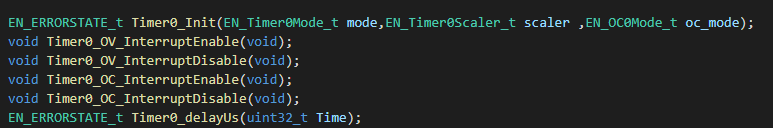 EN_ERRORSTATE_t Timer0_Init(EN_Timer0Mode_t mode,EN_Timer0Scaler_t scaler ,EN_OC0Mode_t oc_mode);
void Timer0_OV_InterruptEnable(void);
void Timer0_OV_InterruptDisable(void);
void Timer0_OC_InterruptEnable(void);
void Timer0_OC_InterruptDisable(void);
EN_ERRORSTATE_t Timer0_delayUs(uint32_t Time);